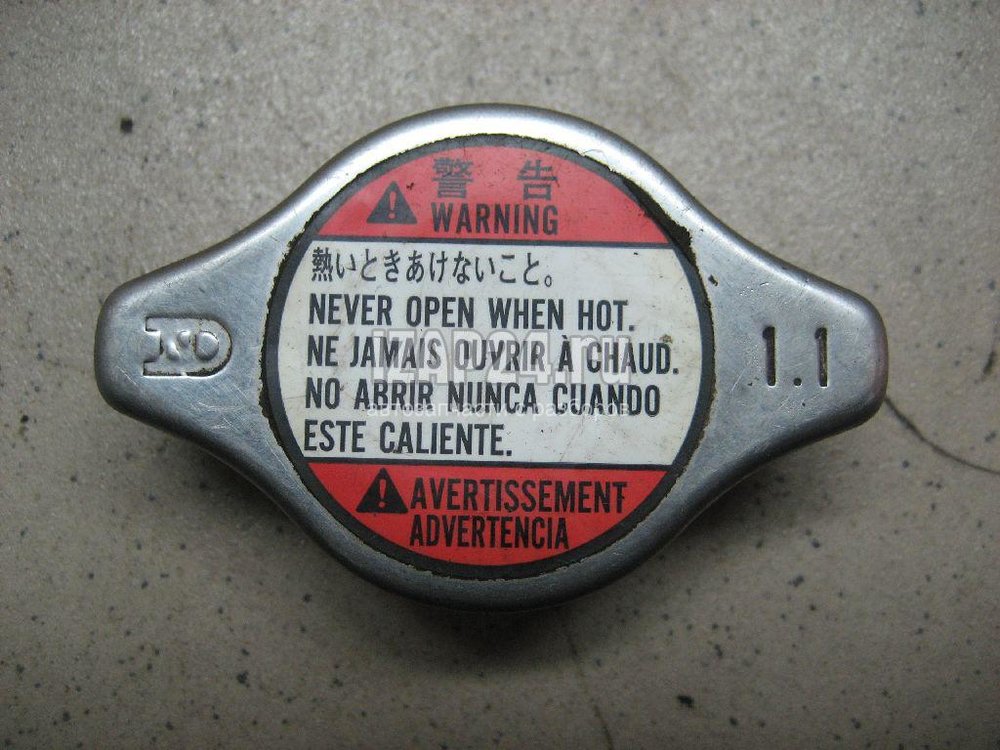 警告
WARNING
熱いときあけないこと。
NEVER OPEN WHEN HOT.
NE JAMAIS OUVRIR À CHAUD.
NO ABRIR NUNCA CUANDO
ESTE CALIENTE.
AVERTISSEMENT
ADVERTENCIA
1.1